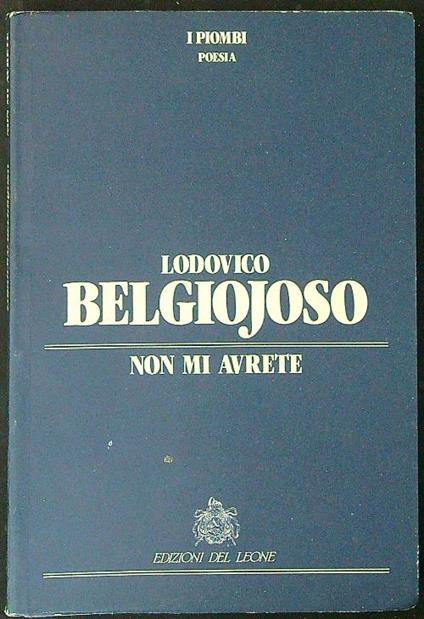 I PIOMBI
POESIA
LODOVICO
BELGIOJOSO
NON MI AVRETE
EDIZIONI DEL LEONE